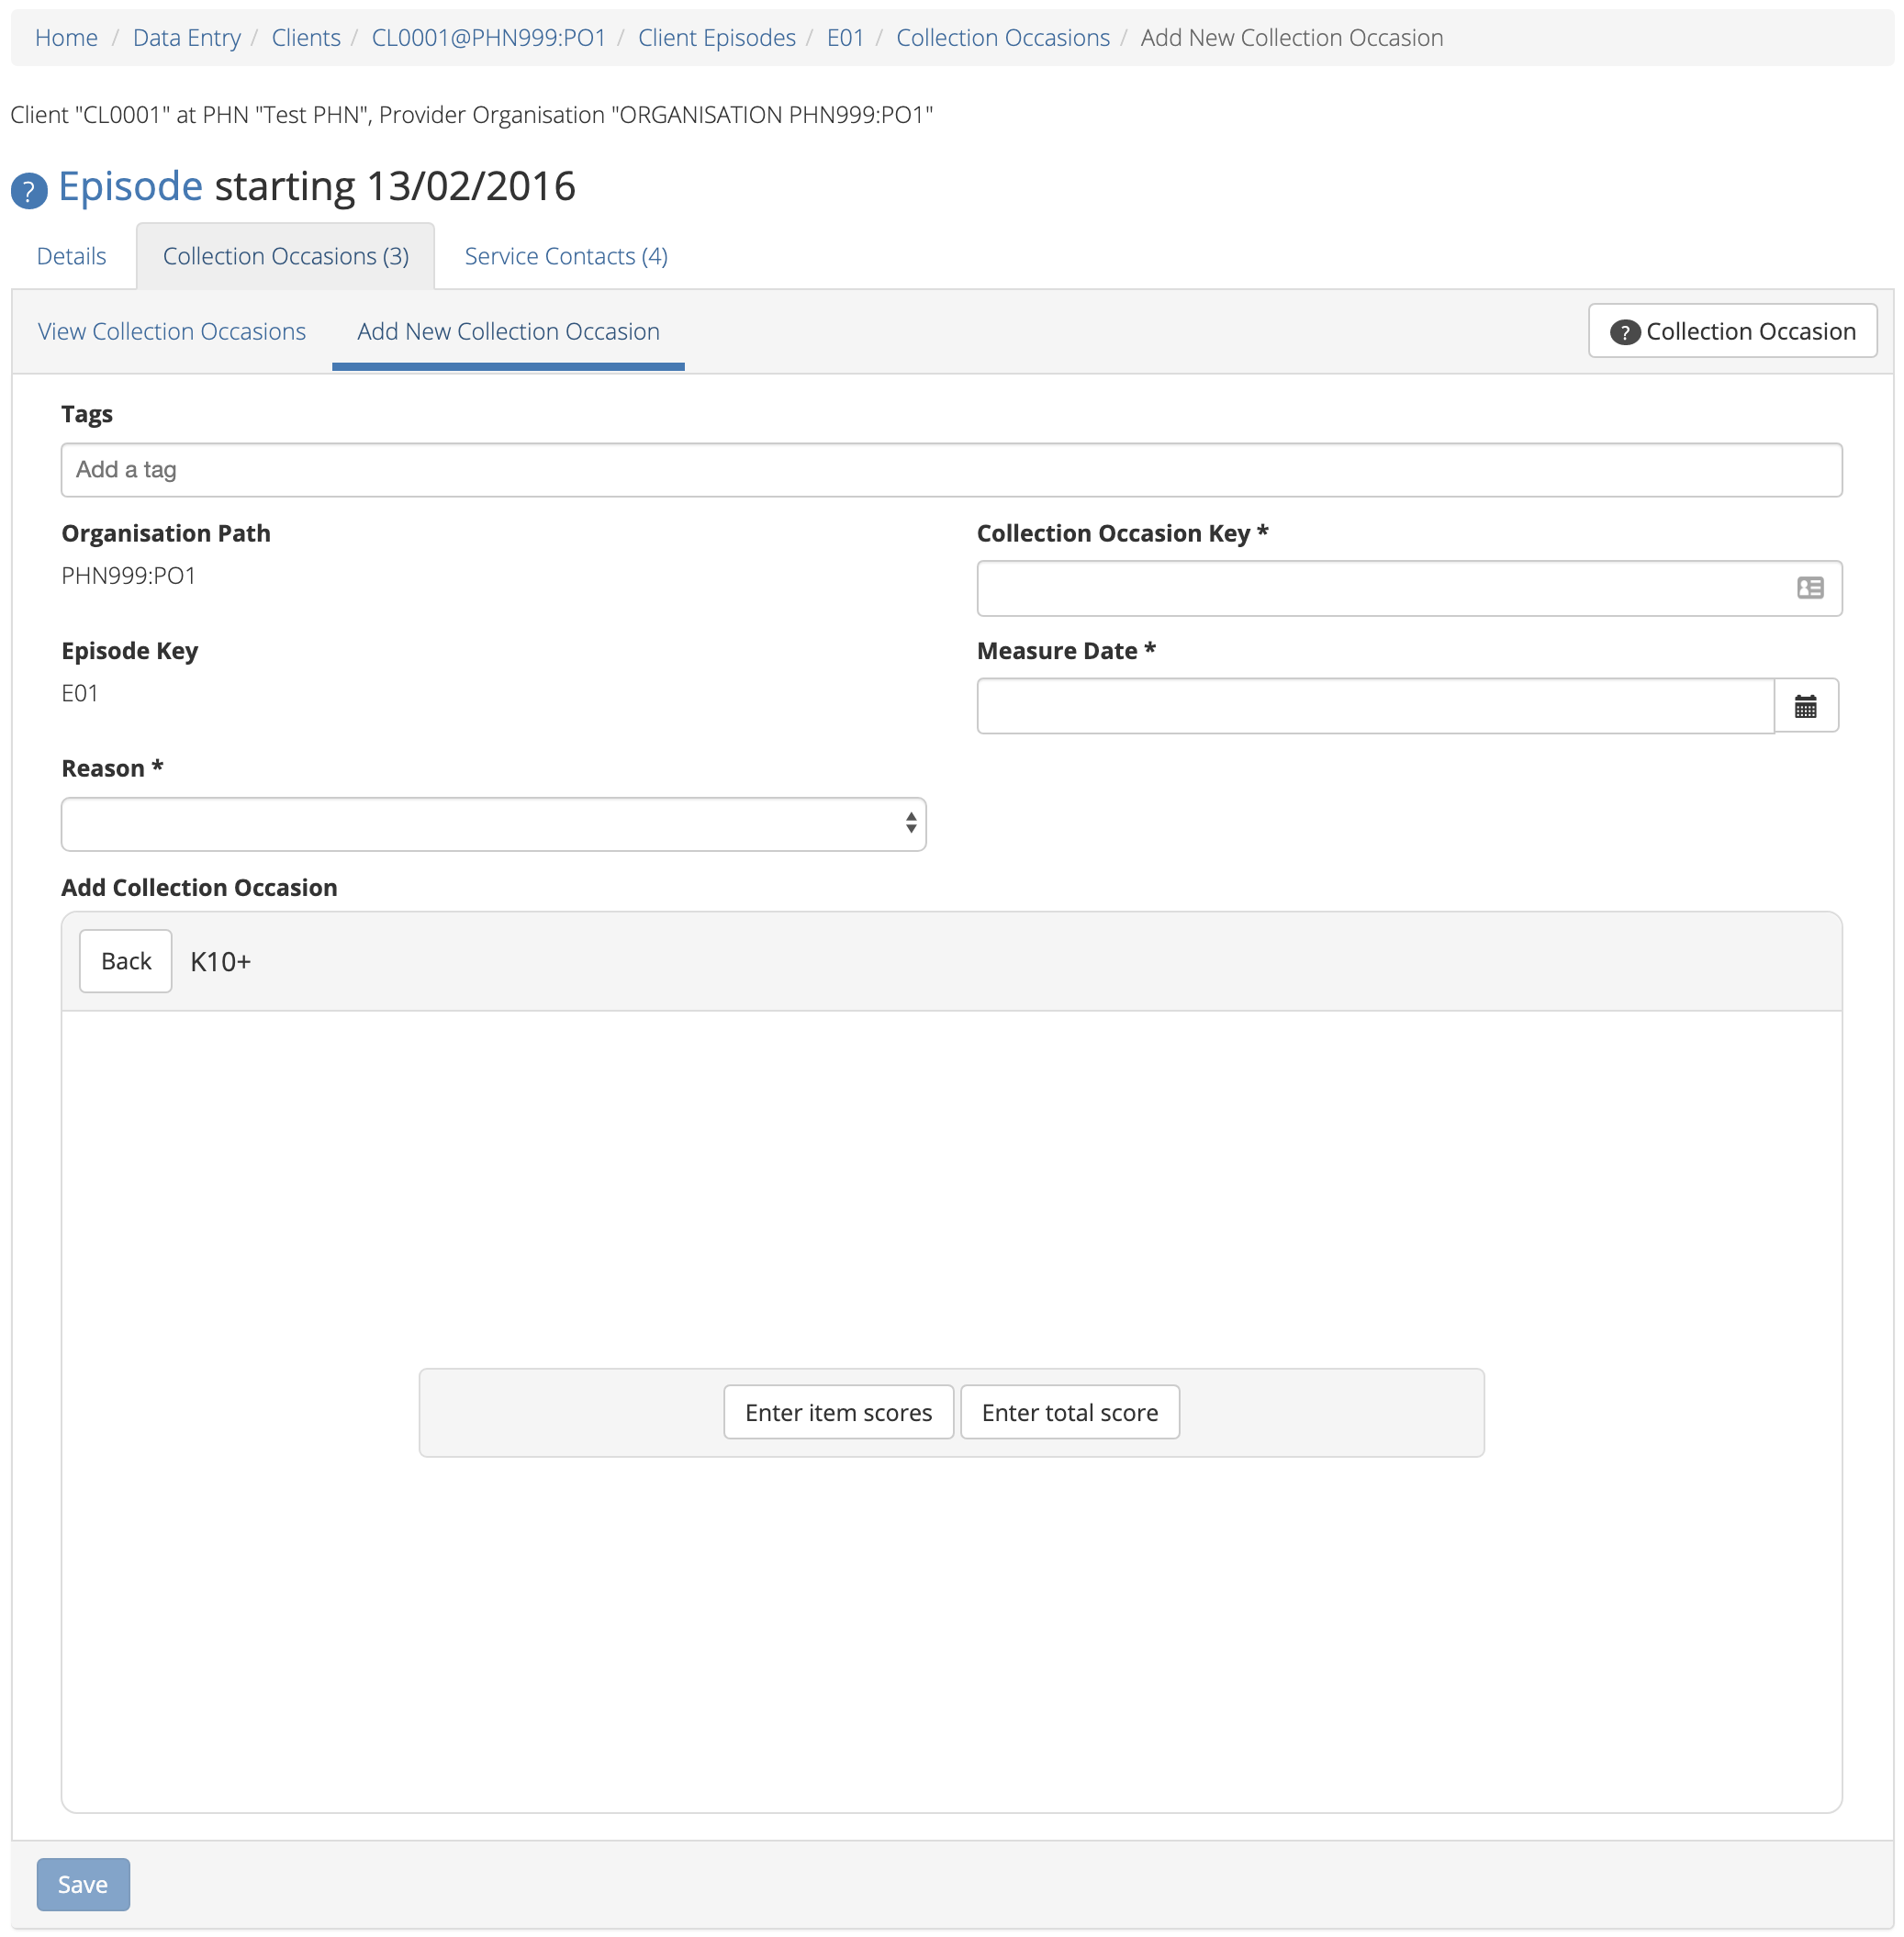 Home / Data Entry / Clients / CL0001@PHN999:PO1 / Client Episodes / E01 / Collection Occasions / Add New Collection Occasion
Client "CL0001" at PHN "Test PHN", Provider Organisation "ORGANISATION PHN999:PO1"
? Episode starting 13/02/2016
Details Collection Occasions (3) Service Contacts (4)
View Collection Occasions Add New Collection Occasion ? Collection Occasion
Tags
Add a tag
Organisation Path Collection Occasion Key *
PHN999:PO1
Episode Key Measure Date *
E01
Reason *
Add Collection Occasion
Back K10+
Enter item scores Enter total score
Save